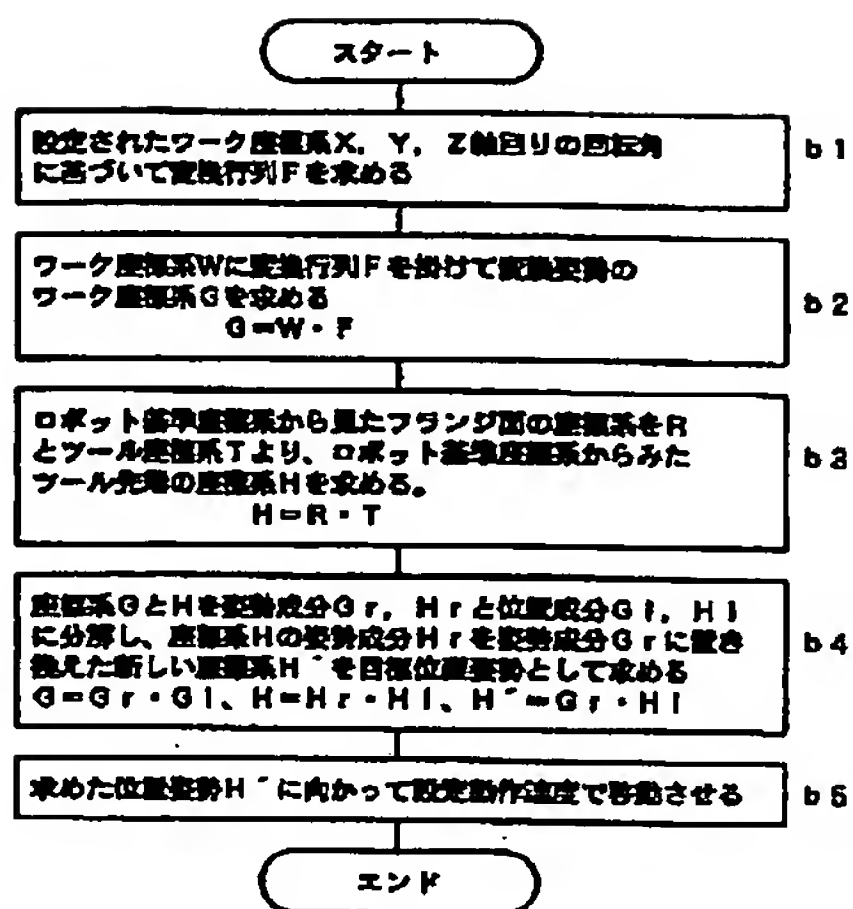 スタート
設定されたワーク座標系X，Y，Z軸回りの回転角
に基づいて変換行列Fを求める
b1
ワーク座標系Wに変換行列Fを掛けて変換姿勢の
ワーク座標系Gを求める
G=W・F
b2
ロボット基準座標系から見たフランジ面の座標系をR
とツール座標系Tより、ロボット基準座標系からみた
ツール先端の座標系Hを求める。
H=R・T
b3
座標系GとHを姿勢成分Gr，Hrと位置成分Gl，Hl
に分解し、座標系Hの姿勢成分Hrを姿勢成分Grに置き
換えた新しい座標系H´を目標位置姿勢として求める
G=Gr・Gl、H=Hr・Hl、H´=Gr・Hl
b4
求めた位置姿勢H´に向かって設定動作速度で移動させる
b5
エンド